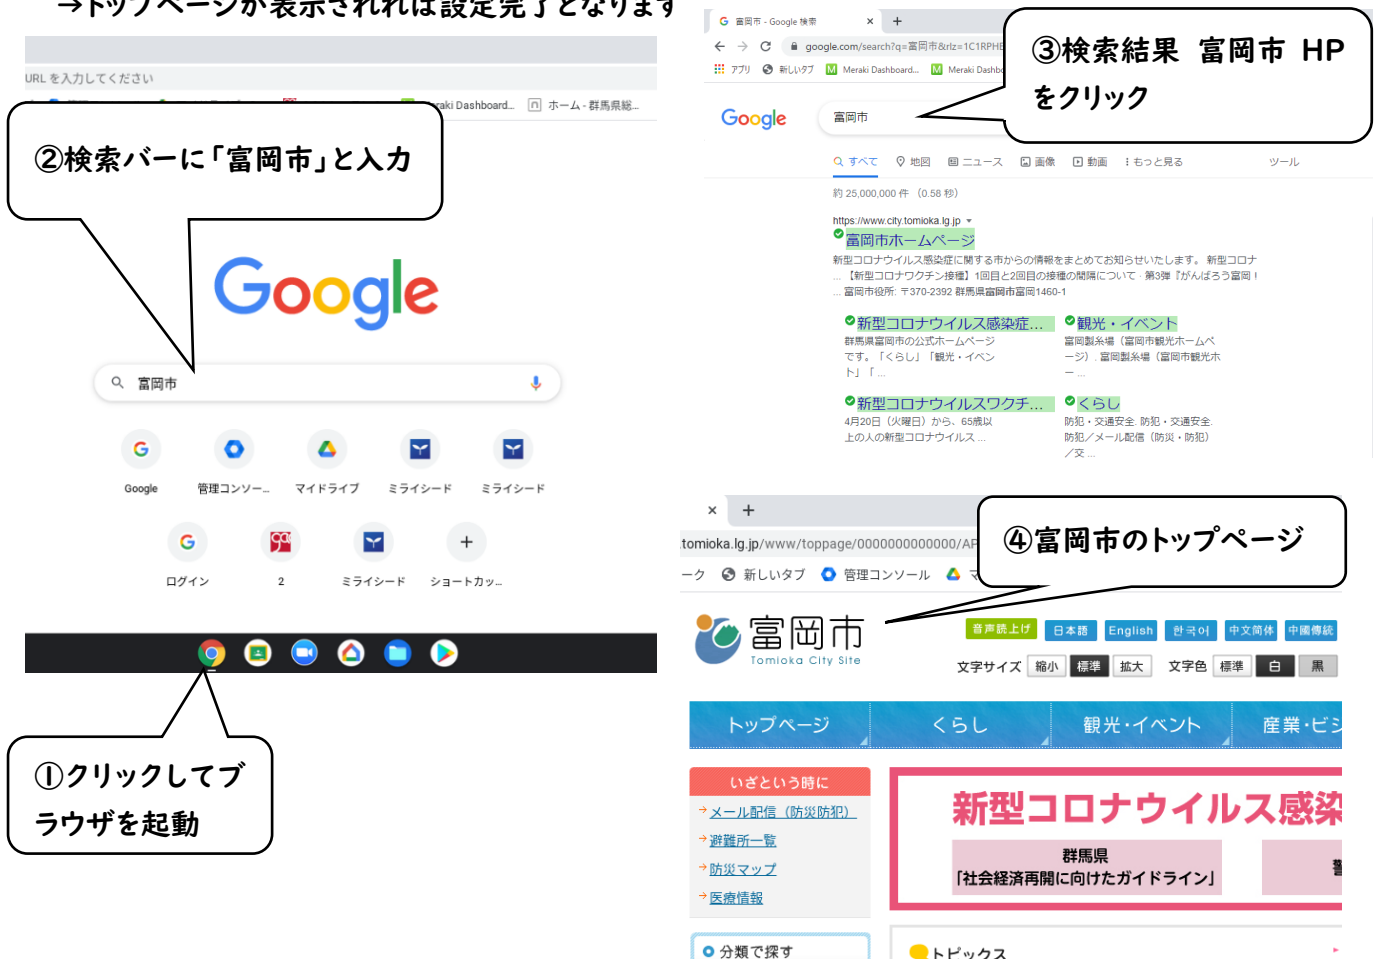 →トップページが表示されれば設定完了となります
URL を入力してください
Meraki Dashboard...
ホーム - 群馬県総...
②検索バーに「富岡市」と入力
Google
富岡市
Google
管理コンソー...
マイドライブ
ミライシード
ミライシード
ログイン
2
ミライシード
ショートカッ...
①クリックしてブ
ラウザを起動
富岡市 - Google 検索
google.com/search?q=富岡市&rlz=1C1RPHE
アプリ
新しいタブ
Meraki Dashboard...
Meraki Dashbo
③検索結果 富岡市 HP
をクリック
Google
富岡市
すべて 地図 ニュース 画像 動画 もっと見る ツール
約 25,000,000 件 (0.58 秒)
https://www.city.tomioka.lg.jp
富岡市ホームページ
新型コロナウイルス感染症に関する市からの情報をまとめてお知らせいたします。 新型コロナ
... 【新型コロナワクチン接種】1回目と2回目の接種の間隔について · 第3弾『がんばろう富岡！
... 富岡市役所: 〒370-2392 群馬県富岡市富岡1460-1
新型コロナウイルス感染症...
群馬県富岡市の公式ホームページ
です。「くらし」「観光・イベン
ト」「 ...
観光・イベント
富岡製糸場（富岡市観光ホームペ
ージ）. 富岡製糸場（富岡市観光ホ
ー ...
新型コロナウイルスワクチ...
4月20日（火曜日）から、65歳以
上の人の新型コロナウイルス ...
くらし
防犯・交通安全. 防犯・交通安全.
防犯／メール配信（防災・防犯）
／交 ...
.tomioka.lg.jp/www/toppage/0000000000000/AP
ーク
新しいタブ
管理コンソール
④富岡市のトップページ
富岡市
Tomioka City Site
音声読上げ 日本語 English 한국어 中文简体 中國傳統
文字サイズ 縮小 標準 拡大 文字色 標準 白 黒
トップページ くらし 観光・イベント 産業・ビジ
いざという時に
メール配信（防災防犯）
避難所一覧
防災マップ
医療情報
分類で探す
新型コロナウイルス感染
群馬県
「社会経済再開に向けたガイドライン」
警
トピックス